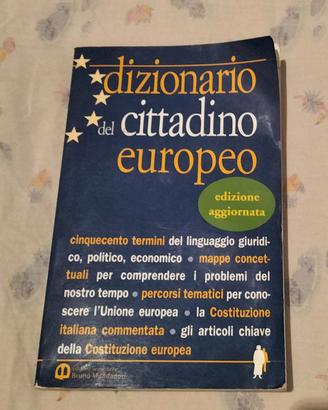 dizionario
del cittadino
europeo
edizione
aggiornata
cinquecento termini del linguaggio giuridi-
co, politico, economico • mappe concet-
tuali per comprendere i problemi del
nostro tempo • percorsi tematici per cono-
scere l'Unione europea • la Costituzione
italiana commentata • gli articoli chiave
della Costituzione europea
Bruno Mondadori